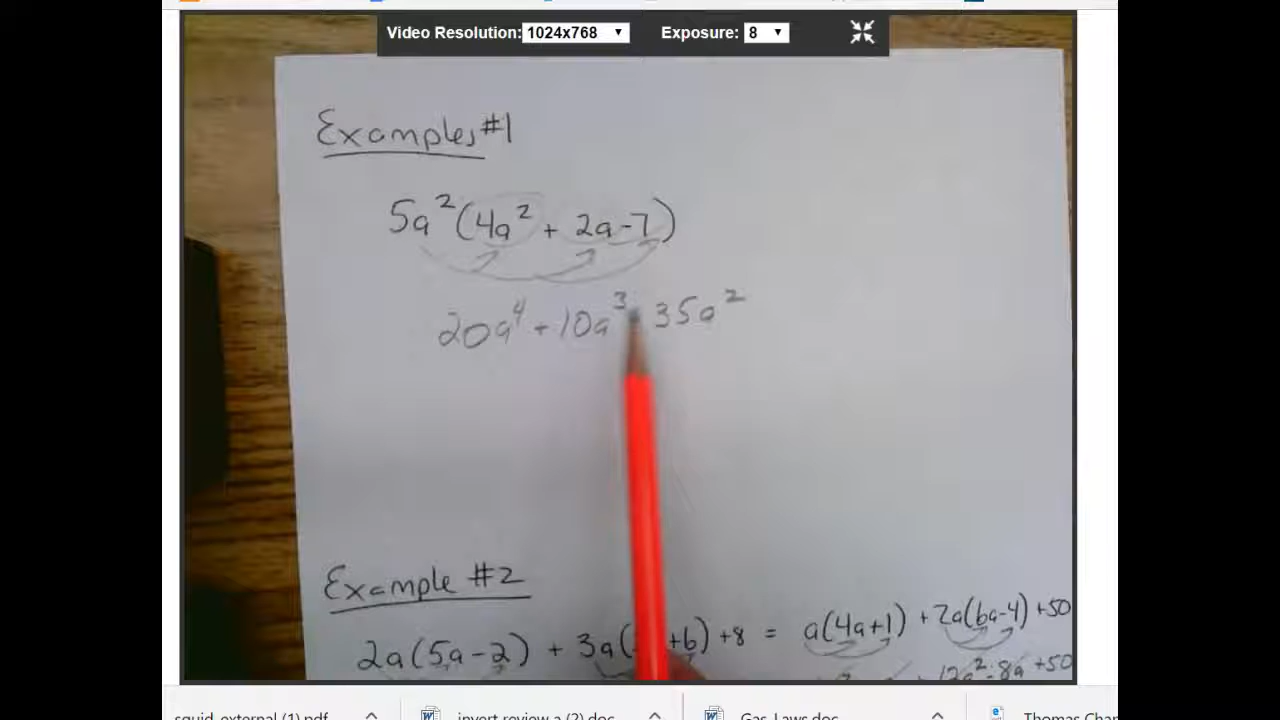 Video Resolution: 1024x768 Exposure: 8
Examples #1
5a²(4a² + 2a-7)
20a⁴ + 10a³ 35a²
Example #2
2a(5a-2) + 3a( +6) +8 = a(4a+1) +2a(6a-4) +50
12a²-8a +50
squid_external (1).pdf invert review a (2).doc Gas Laws.doc Thomas Char